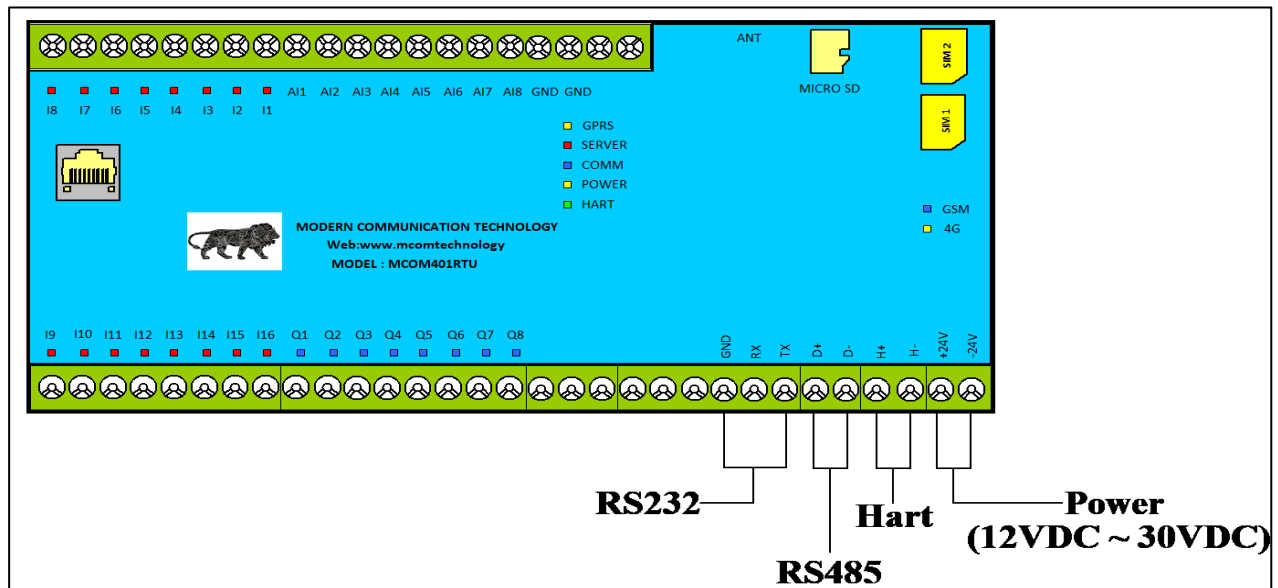 ANT
MICRO SD
SIM 2
SIM 1
AI1 AI2 AI3 AI4 AI5 AI6 AI7 AI8 GND GND
I8 I7 I6 I5 I4 I3 I2 I1
GPRS
SERVER
COMM
POWER
HART
GSM
4G
MODERN COMMUNICATION TECHNOLOGY
Web:www.mcomtechnology
MODEL : MCOM401RTU
I9 I10 I11 I12 I13 I14 I15 I16 Q1 Q2 Q3 Q4 Q5 Q6 Q7 Q8
GND RX TX D+ D- H+ H- +24V -24V
RS232
RS485
Hart
Power
(12VDC ~ 30VDC)